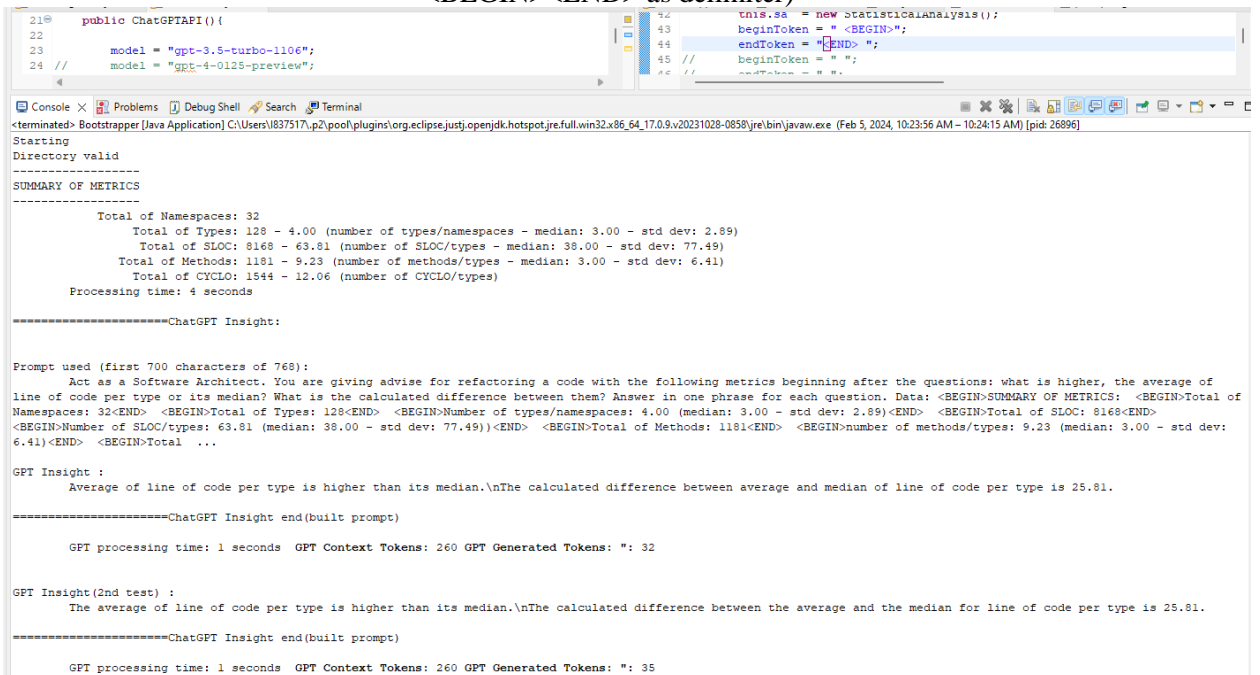 <BEGIN> <END> as delimiter)
21 public ChatGPTAPI(){
22
23 model = "gpt-3.5-turbo-1106";
24 // model = "gpt-4-0125-preview";
42 this.sa = new StatisticalAnalysis();
43 beginToken = " <BEGIN>";
44 endToken = "<END> ";
45 // beginToken = " ";
46 // endToken = " ";
Console Problems Debug Shell Search Terminal
<terminated> Bootstrapper [Java Application] C:\Users\I837517\.p2\pool\plugins\org.eclipse.justj.openjdk.hotspot.jre.full.win32.x86_64_17.0.9.v20231028-0858\jre\bin\javaw.exe (Feb 5, 2024, 10:23:56 AM – 10:24:15 AM) [pid: 26896]
Starting
Directory valid
------------------
SUMMARY OF METRICS
------------------
Total of Namespaces: 32
Total of Types: 128 - 4.00 (number of types/namespaces - median: 3.00 - std dev: 2.89)
Total of SLOC: 8168 - 63.81 (number of SLOC/types - median: 38.00 - std dev: 77.49)
Total of Methods: 1181 - 9.23 (number of methods/types - median: 3.00 - std dev: 6.41)
Total of CYCLO: 1544 - 12.06 (number of CYCLO/types)
Processing time: 4 seconds
======================ChatGPT Insight:
Prompt used (first 700 characters of 768):
Act as a Software Architect. You are giving advise for refactoring a code with the following metrics beginning after the questions: what is higher, the average of
line of code per type or its median? What is the calculated difference between them? Answer in one phrase for each question. Data: <BEGIN>SUMMARY OF METRICS: <BEGIN>Total of
Namespaces: 32<END> <BEGIN>Total of Types: 128<END> <BEGIN>Number of types/namespaces: 4.00 (median: 3.00 - std dev: 2.89)<END> <BEGIN>Total of SLOC: 8168<END>
<BEGIN>Number of SLOC/types: 63.81 (median: 38.00 - std dev: 77.49))<END> <BEGIN>Total of Methods: 1181<END> <BEGIN>number of methods/types: 9.23 (median: 3.00 - std dev:
6.41)<END> <BEGIN>Total ...
GPT Insight :
Average of line of code per type is higher than its median.\nThe calculated difference between average and median of line of code per type is 25.81.
======================ChatGPT Insight end(built prompt)
GPT processing time: 1 seconds GPT Context Tokens: 260 GPT Generated Tokens: ": 32
GPT Insight(2nd test) :
The average of line of code per type is higher than its median.\nThe calculated difference between the average and the median for line of code per type is 25.81.
======================ChatGPT Insight end(built prompt)
GPT processing time: 1 seconds GPT Context Tokens: 260 GPT Generated Tokens: ": 35